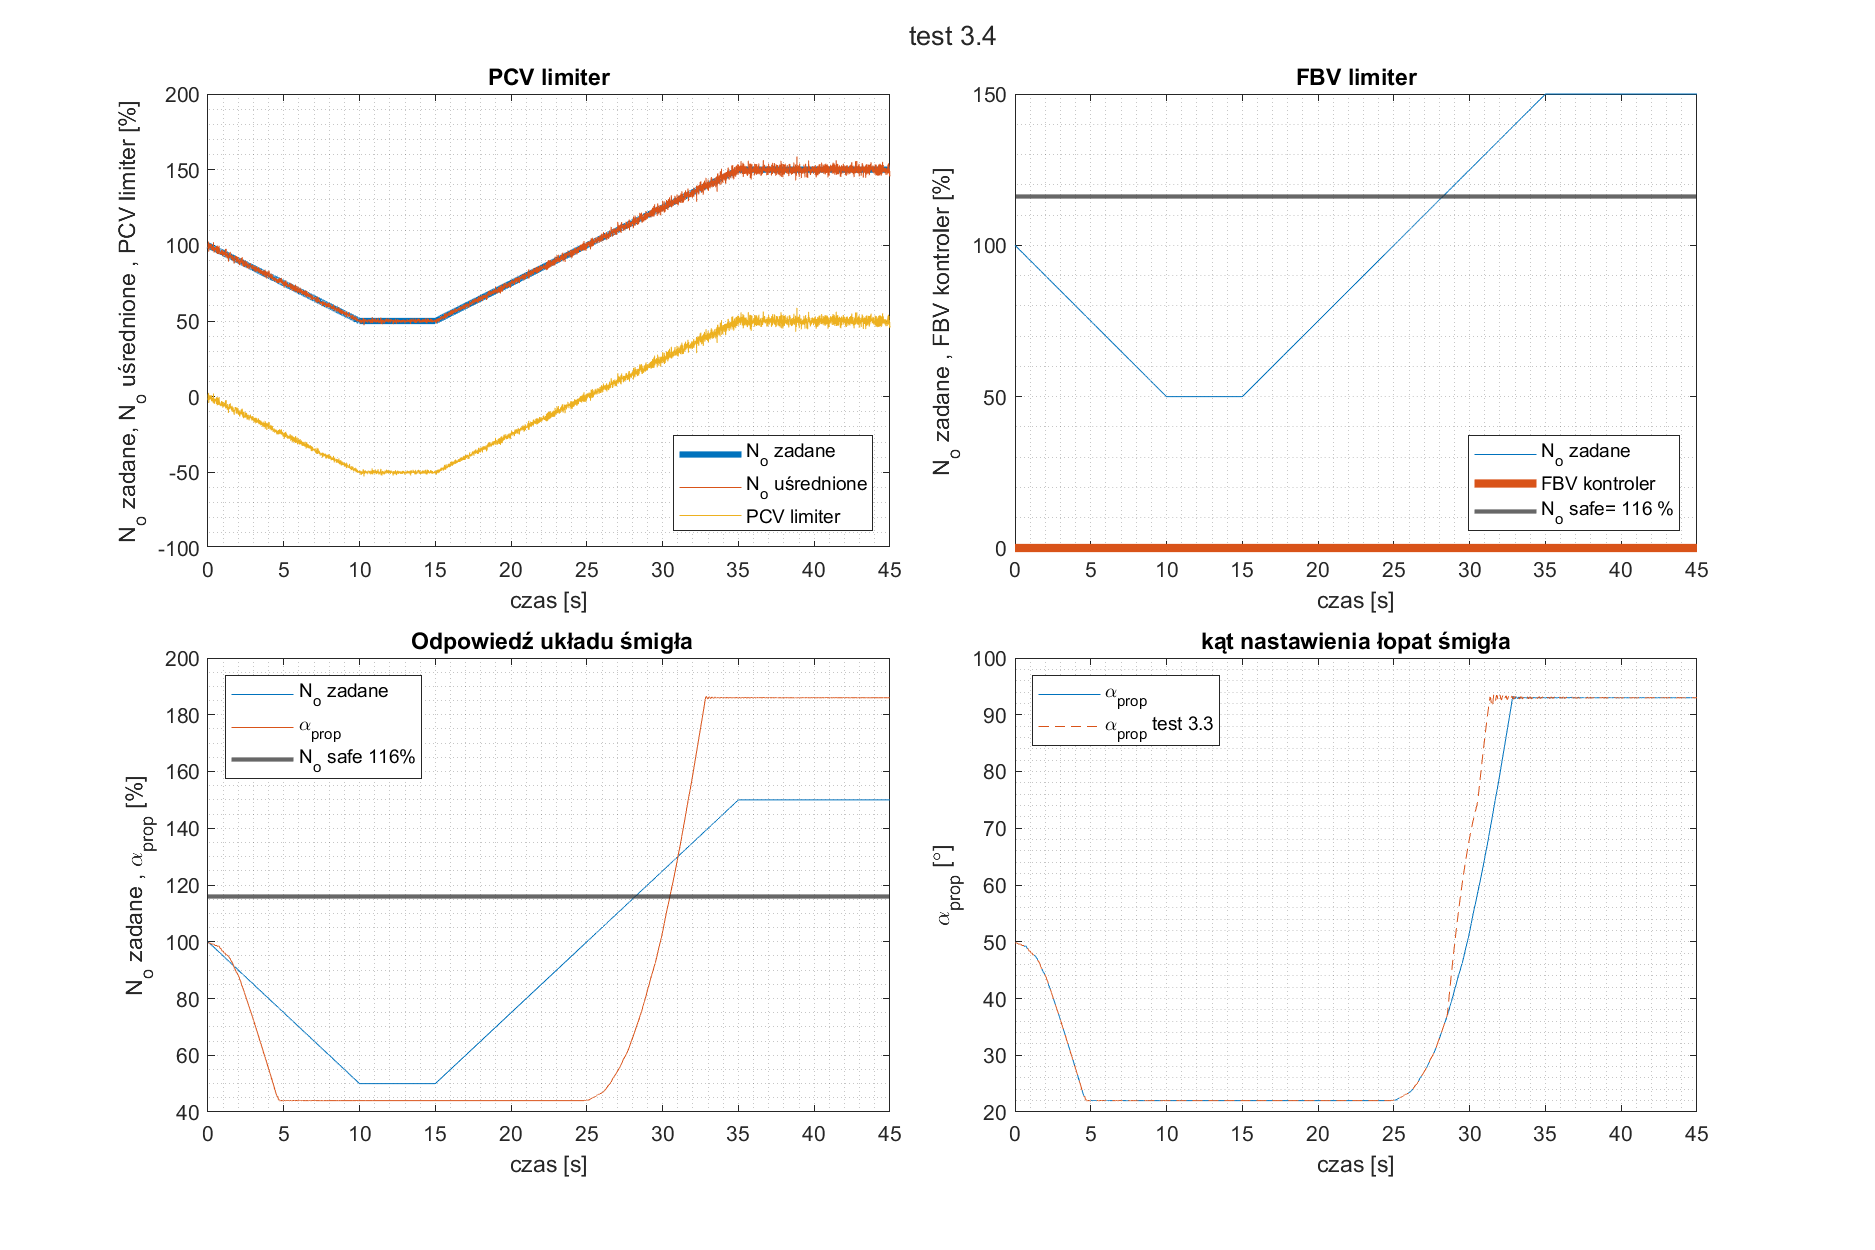 test 3.4
PCV limiter
N_o zadane, N_o uśrednione , PCV limiter [%]
200
150
100
50
0
-50
-100
0 5 10 15 20 25 30 35 40 45
czas [s]
N_o zadane
N_o uśrednione
PCV limiter
FBV limiter
N_o zadane , FBV kontroler [%]
150
100
50
0
0 5 10 15 20 25 30 35 40 45
czas [s]
N_o zadane
FBV kontroler
N_o safe= 116 %
Odpowiedź układu śmigła
N_o zadane , α_prop [%]
200
180
160
140
120
100
80
60
40
0 5 10 15 20 25 30 35 40 45
czas [s]
N_o zadane
α_prop
N_o safe 116%
kąt nastawienia łopat śmigła
α_prop [°]
100
90
80
70
60
50
40
30
20
0 5 10 15 20 25 30 35 40 45
czas [s]
α_prop
α_prop test 3.3